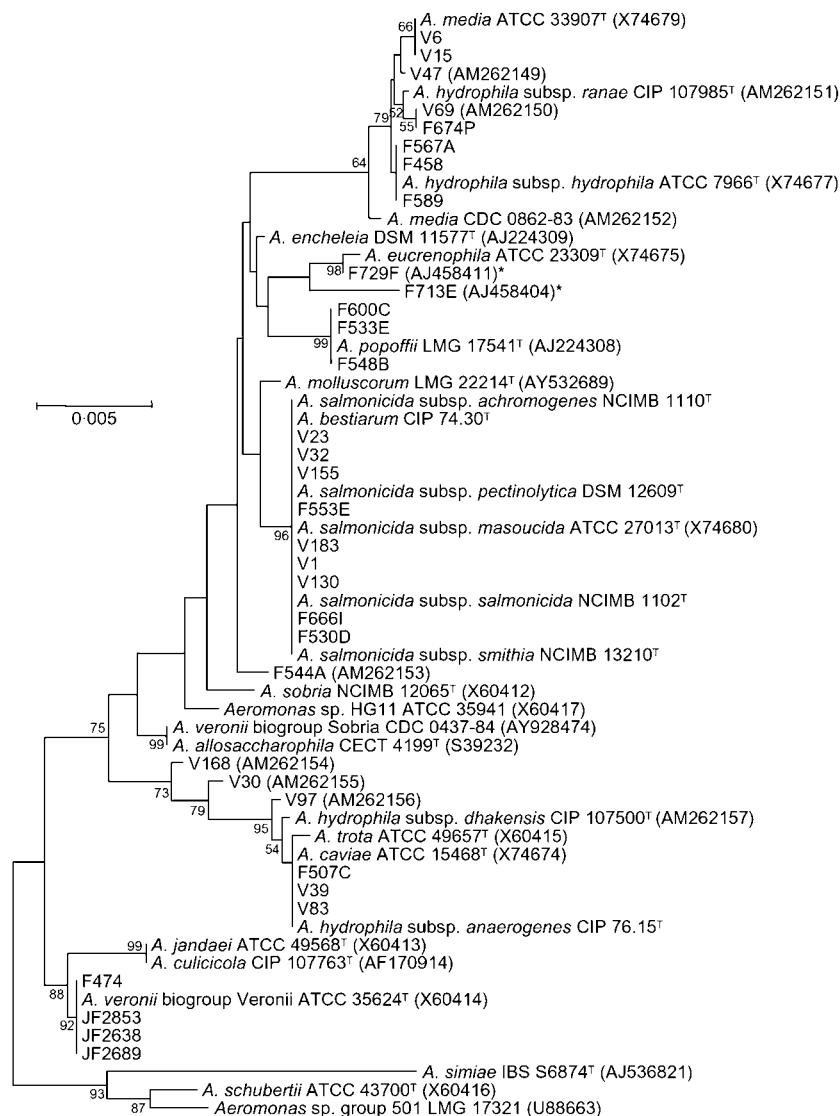 A. media ATCC 33907ᵀ (X74679)
66
V6
V15
V47 (AM262149)
A. hydrophila subsp. ranae CIP 107985ᵀ (AM262151)
V69 (AM262150)
79
52
55
F674P
F567A
64
F458
A. hydrophila subsp. hydrophila ATCC 7966ᵀ (X74677)
F589
A. media CDC 0862-83 (AM262152)
A. encheleia DSM 11577ᵀ (AJ224309)
A. eucrenophila ATCC 23309ᵀ (X74675)
98
F729F (AJ458411)*
F713E (AJ458404)*
F600C
F533E
99
A. popoffii LMG 17541ᵀ (AJ224308)
F548B
A. molluscorum LMG 22214ᵀ (AY532689)
0·005
A. salmonicida subsp. achromogenes NCIMB 1110ᵀ
A. bestiarum CIP 74.30ᵀ
V23
V32
V155
A. salmonicida subsp. pectinolytica DSM 12609ᵀ
F553E
A. salmonicida subsp. masoucida ATCC 27013ᵀ (X74680)
96
V183
V1
V130
A. salmonicida subsp. salmonicida NCIMB 1102ᵀ
F666I
F530D
A. salmonicida subsp. smithia NCIMB 13210ᵀ
F544A (AM262153)
A. sobria NCIMB 12065ᵀ (X60412)
Aeromonas sp. HG11 ATCC 35941 (X60417)
75
A. veronii biogroup Sobria CDC 0437-84 (AY928474)
99
A. allosaccharophila CECT 4199ᵀ (S39232)
V168 (AM262154)
73
V30 (AM262155)
79
V97 (AM262156)
95
A. hydrophila subsp. dhakensis CIP 107500ᵀ (AM262157)
A. trota ATCC 49657ᵀ (X60415)
54
A. caviae ATCC 15468ᵀ (X74674)
F507C
V39
V83
A. hydrophila subsp. anaerogenes CIP 76.15ᵀ
99
A. jandaei ATCC 49568ᵀ (X60413)
A. culicicola CIP 107763ᵀ (AF170914)
F474
88
A. veronii biogroup Veronii ATCC 35624ᵀ (X60414)
JF2853
92
JF2638
JF2689
A. simiae IBS S6874ᵀ (AJ536821)
93
A. schubertii ATCC 43700ᵀ (X60416)
87
Aeromonas sp. group 501 LMG 17321 (U88663)